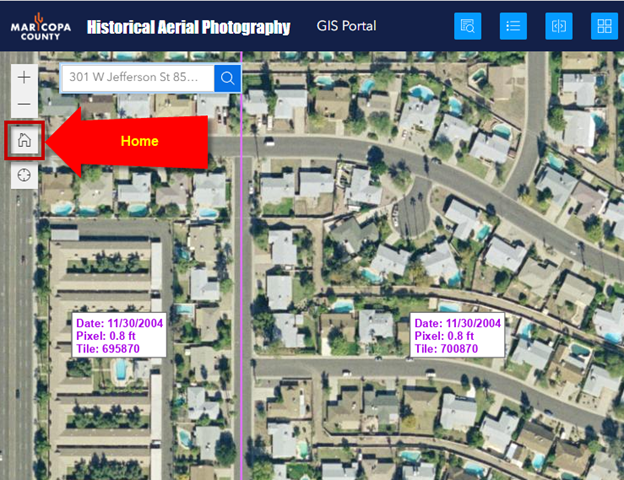 MARICOPA
COUNTY
Historical Aerial Photography
GIS Portal
301 W Jefferson St 85...
Home
Date: 11/30/2004
Pixel: 0.8 ft
Tile: 695870
Date: 11/30/2004
Pixel: 0.8 ft
Tile: 700870